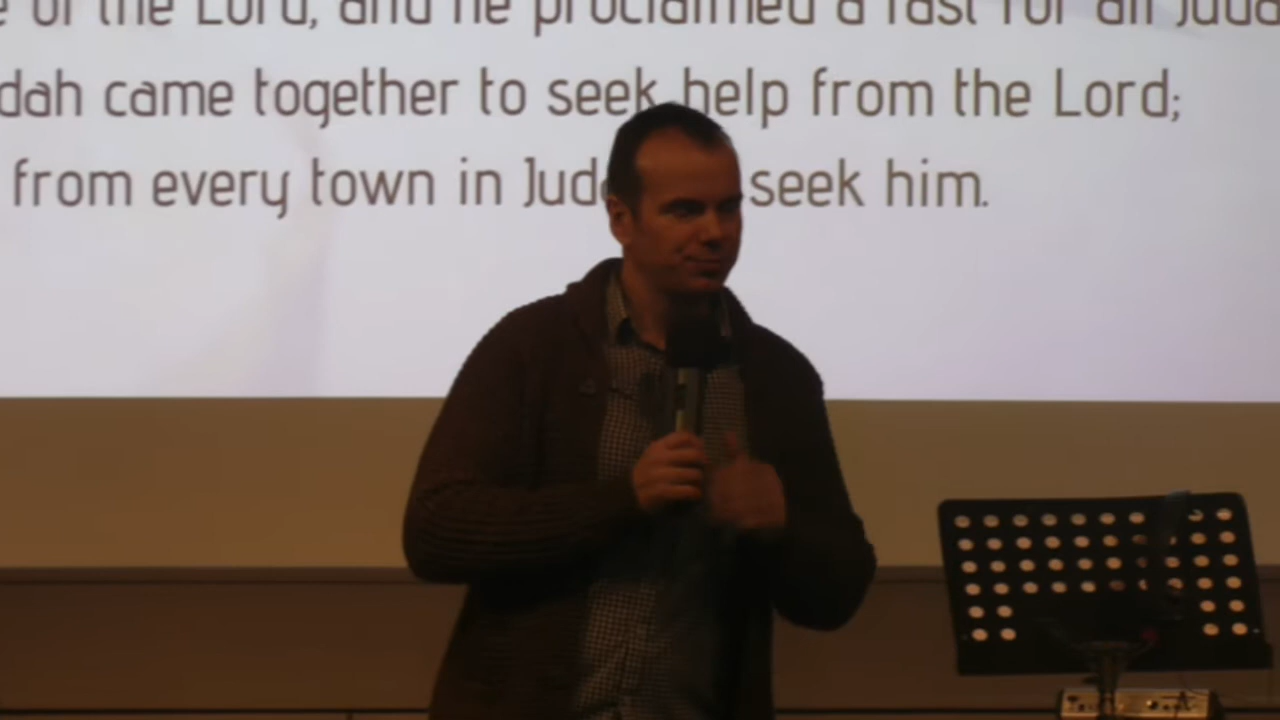 of the Lord, and he proclaimed a fast for all Juda
dah came together to seek help from the Lord;
from every town in Jud seek him.